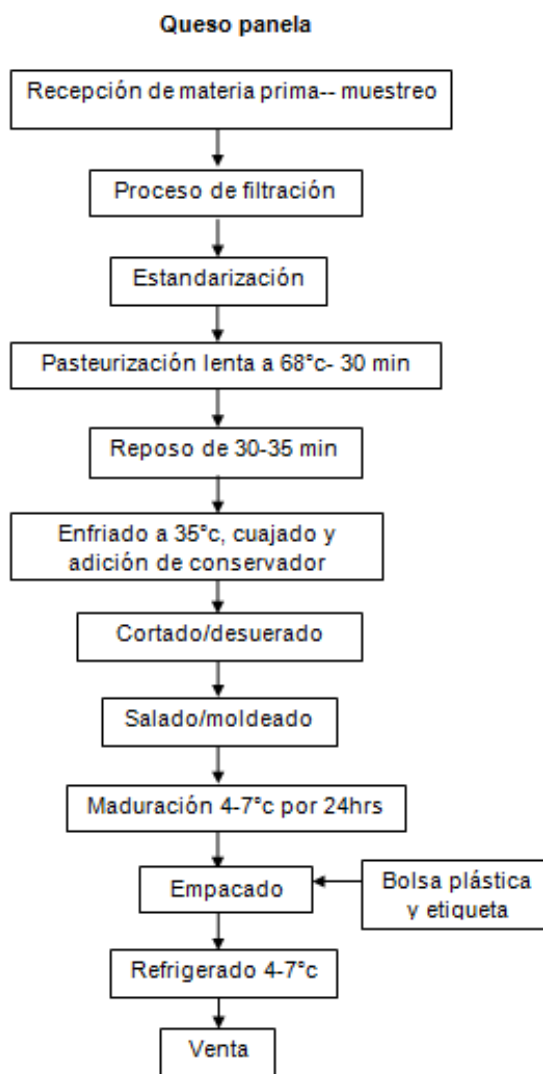 Queso panela
Recepción de materia prima-- muestreo
Proceso de filtración
Estandarización
Pasteurización lenta a 68°c- 30 min
Reposo de 30-35 min
Enfriado a 35°c, cuajado y
adición de conservador
Cortado/desuerado
Salado/moldeado
Maduración 4-7°c por 24hrs
Empacado
Bolsa plástica
y etiqueta
Refrigerado 4-7°c
Venta